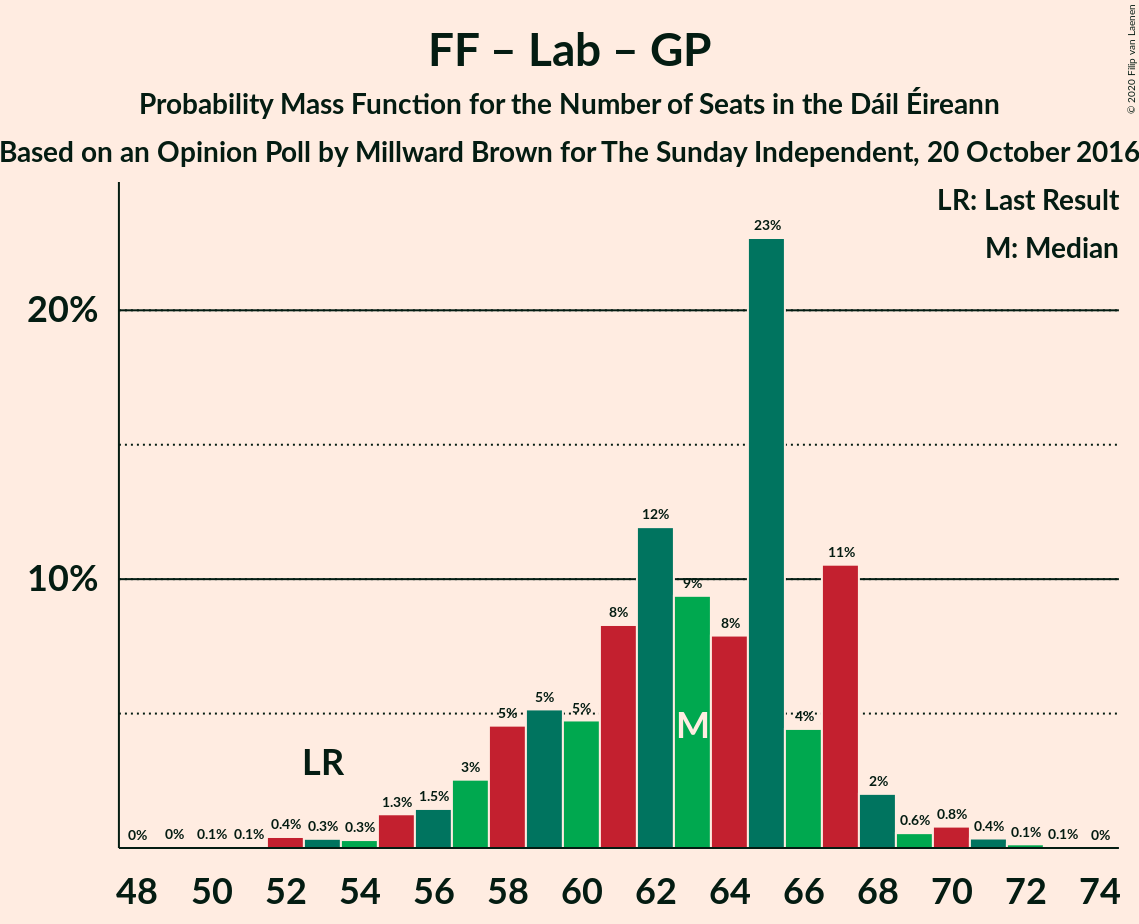 FF – Lab – GP
Probability Mass Function for the Number of Seats in the Dáil Éireann
Based on an Opinion Poll by Millward Brown for The Sunday Independent, 20 October 2016
© 2020 Filip van Laenen
LR: Last Result
M: Median
20%
10%
0% 0% 0.1% 0.1% 0.4% 0.3% 0.3% 1.3% 1.5% 3% 5% 5% 5% 8% 12% 9% 8% 23% 4% 11% 2% 0.6% 0.8% 0.4% 0.1% 0.1% 0%
LR
M
48 50 52 54 56 58 60 62 64 66 68 70 72 74